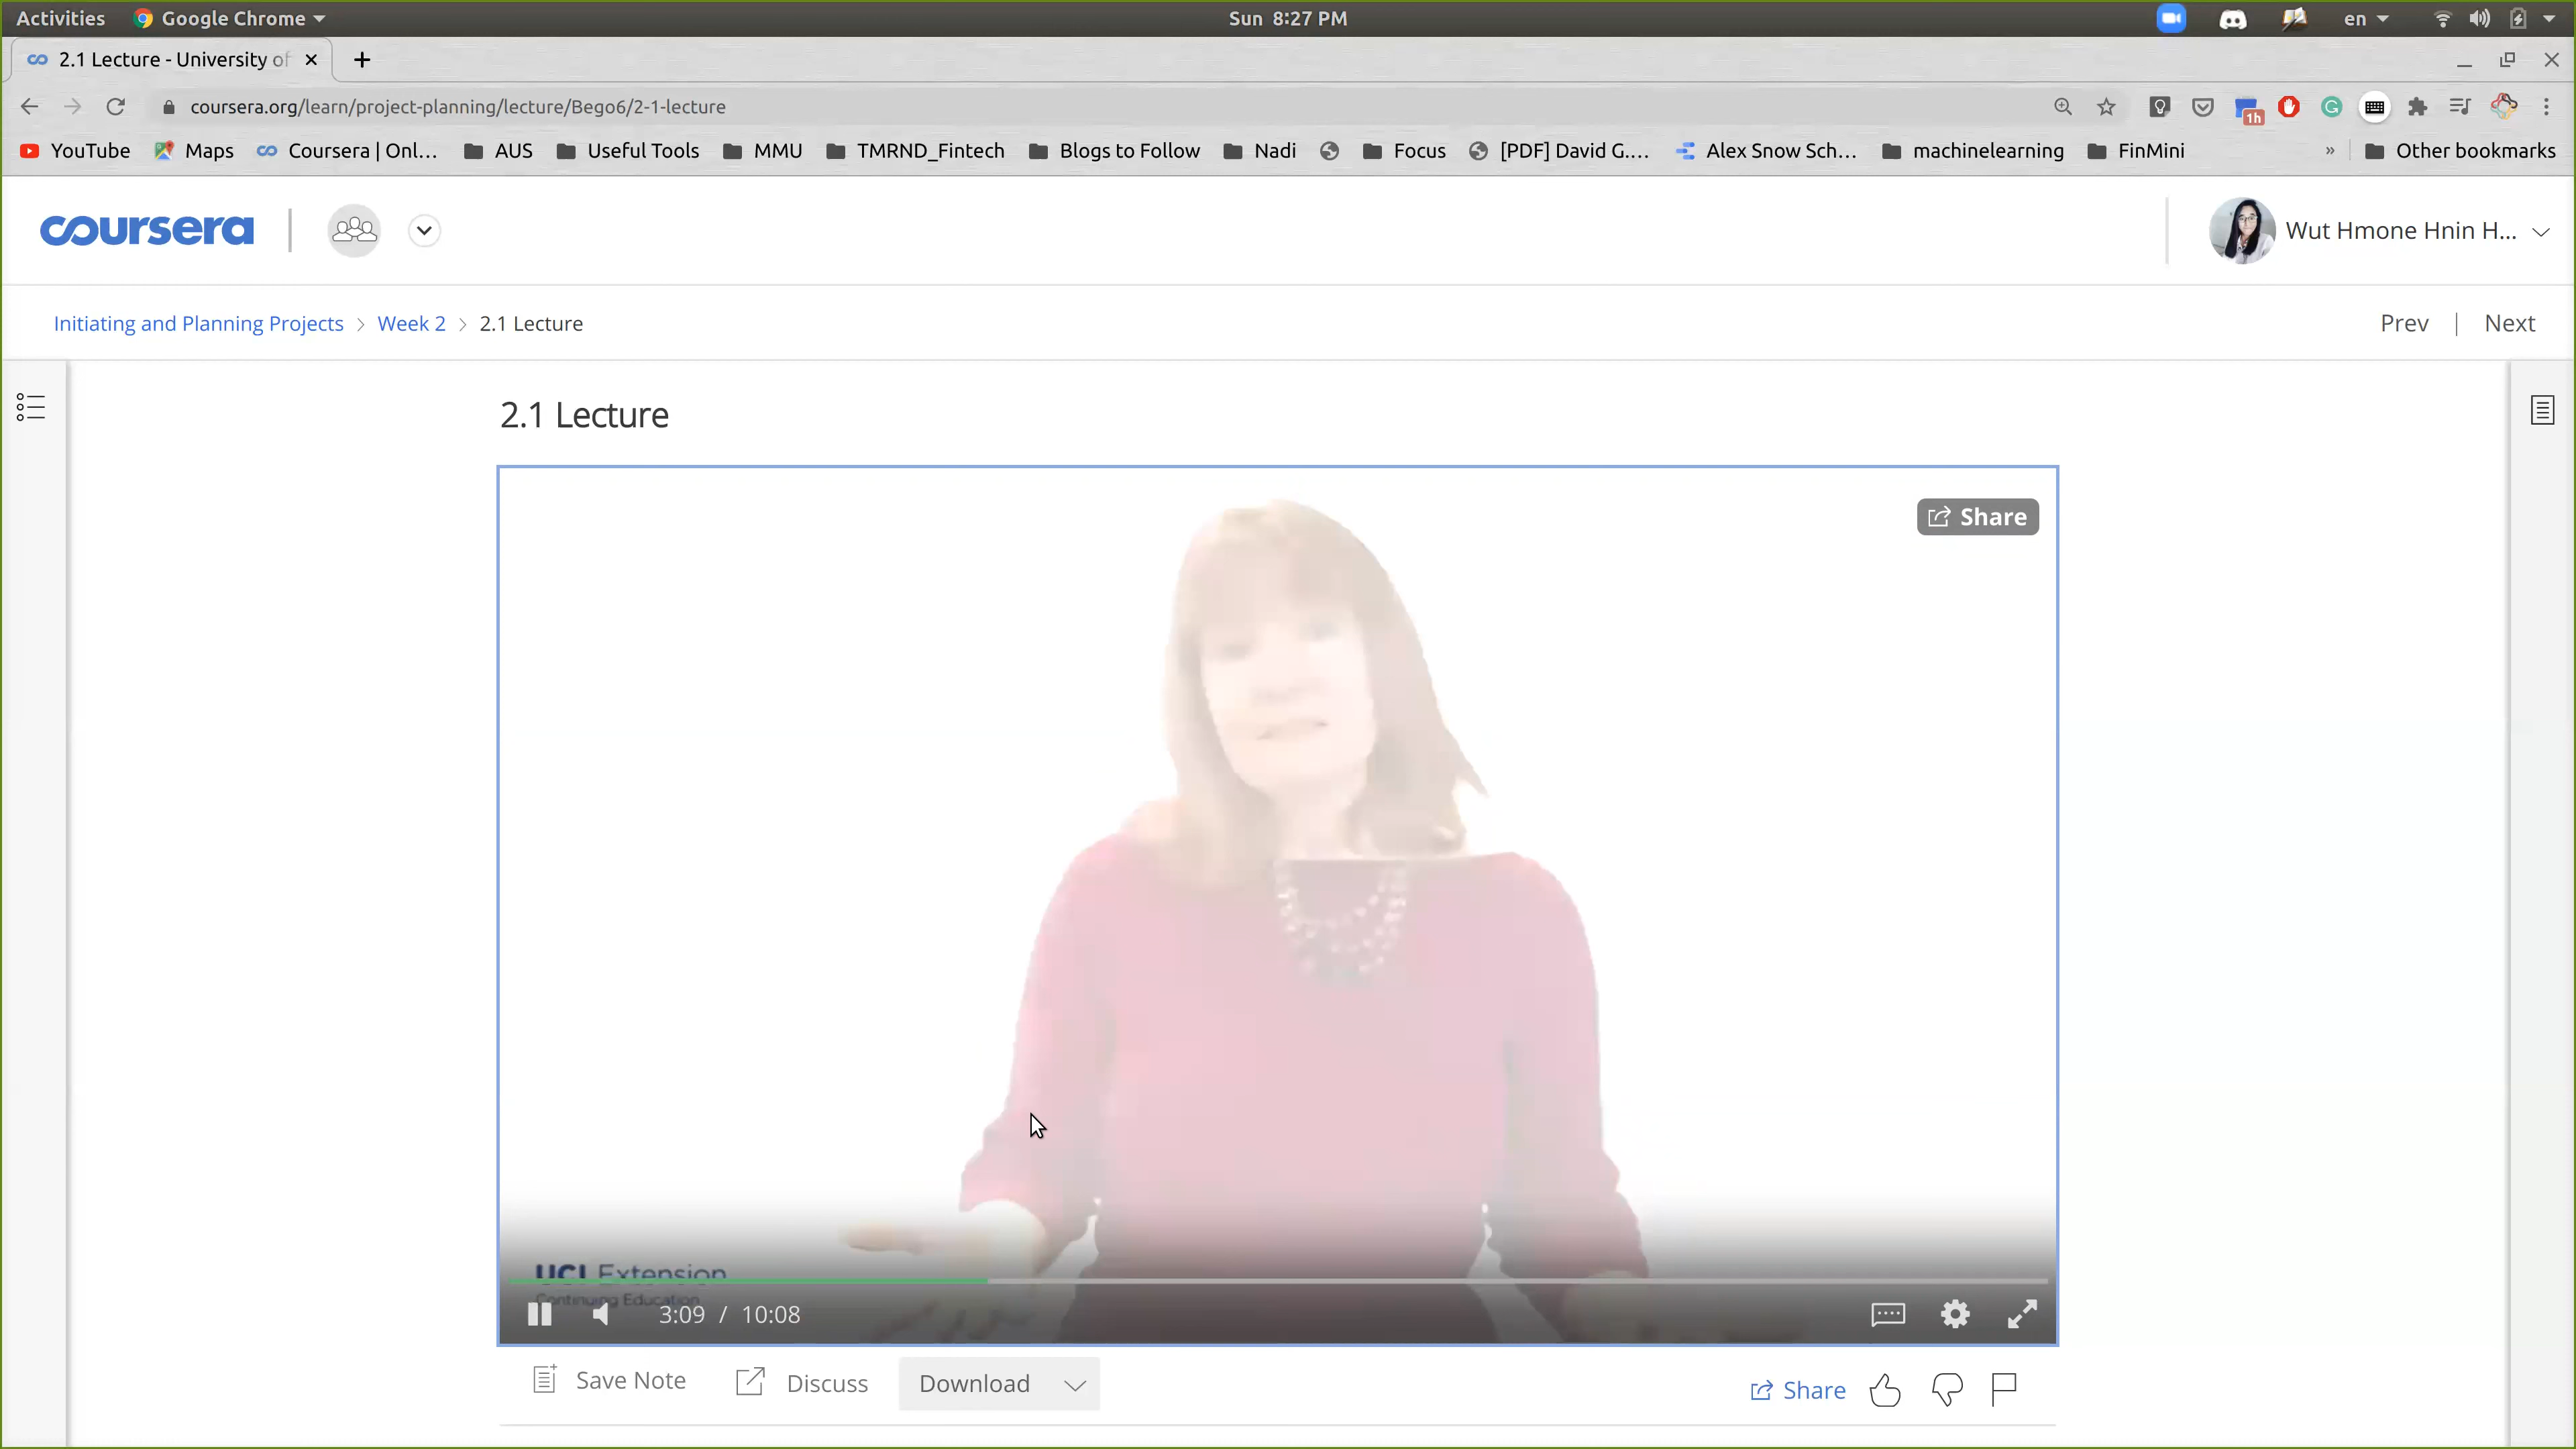 Activities Google Chrome Sun 8:27 PM en
2.1 Lecture - University of
coursera.org/learn/project-planning/lecture/Bego6/2-1-lecture
1h
YouTube Maps Coursera | Onl... AUS Useful Tools MMU TMRND_Fintech Blogs to Follow Nadi Focus [PDF] David G.... Alex Snow Sch... machinelearning FinMini » Other bookmarks
coursera Wut Hmone Hnin H...
Initiating and Planning Projects > Week 2 > 2.1 Lecture Prev | Next
2.1 Lecture
Share
UCI Extension
Continuing Education
3:09 / 10:08
Save Note Discuss Download Share